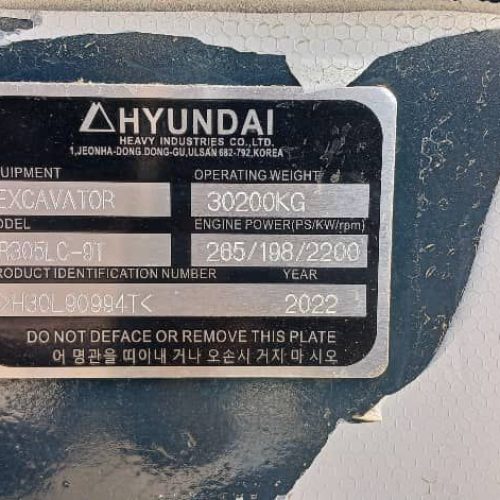 HYUNDAI
HEAVY INDUSTRIES CO., LTD.
1,JEONHA-DONG,DONG-GU,ULSAN 682-792,KOREA
QUIPMENT OPERATING WEIGHT
EXCAVATOR 30200KG
MODEL ENGINE POWER(PS/KW/rpm)
R305LC-9T 265/198/2200
PRODUCT IDENTIFICATION NUMBER YEAR
>H30L90994T< 2022
DO NOT DEFACE OR REMOVE THIS PLATE
어 명관을 띠이내 거나 오손시 거지 마 시오